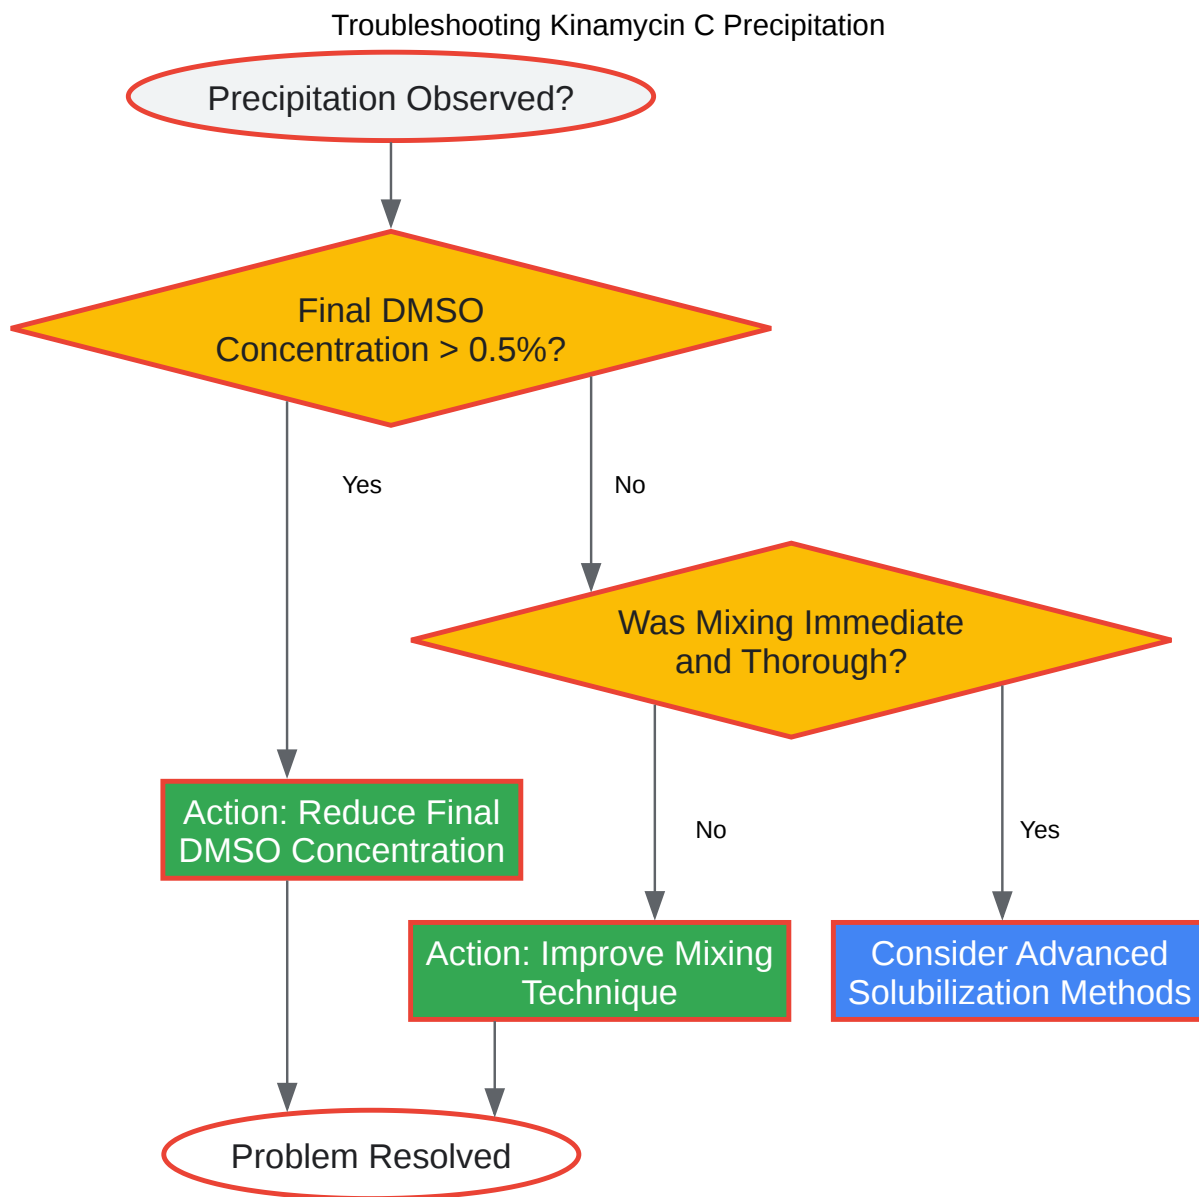 Troubleshooting Kinamycin C Precipitation
Precipitation Observed?
Final DMSO
Concentration > 0.5%?
Yes
No
Was Mixing Immediate
and Thorough?
Action: Reduce Final
DMSO Concentration
No
Yes
Action: Improve Mixing
Technique
Consider Advanced
Solubilization Methods
Problem Resolved